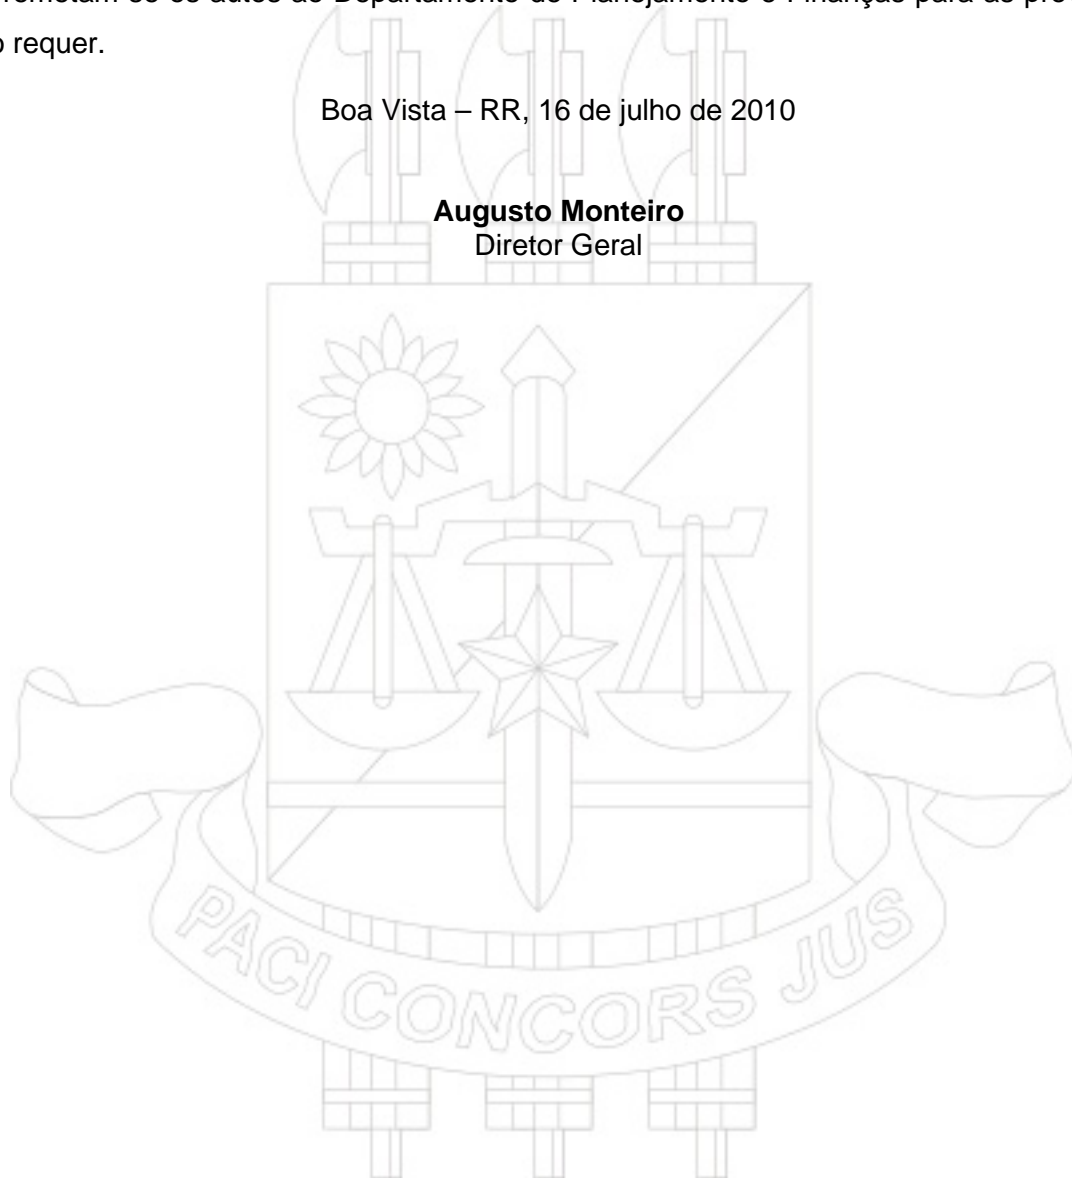 remetam-se os autos ao Departamento de Planejamento e Finanças para as
o requer.
Boa Vista – RR, 16 de julho de 2010
Augusto Monteiro
Diretor Geral
PACI CONCORS JUS